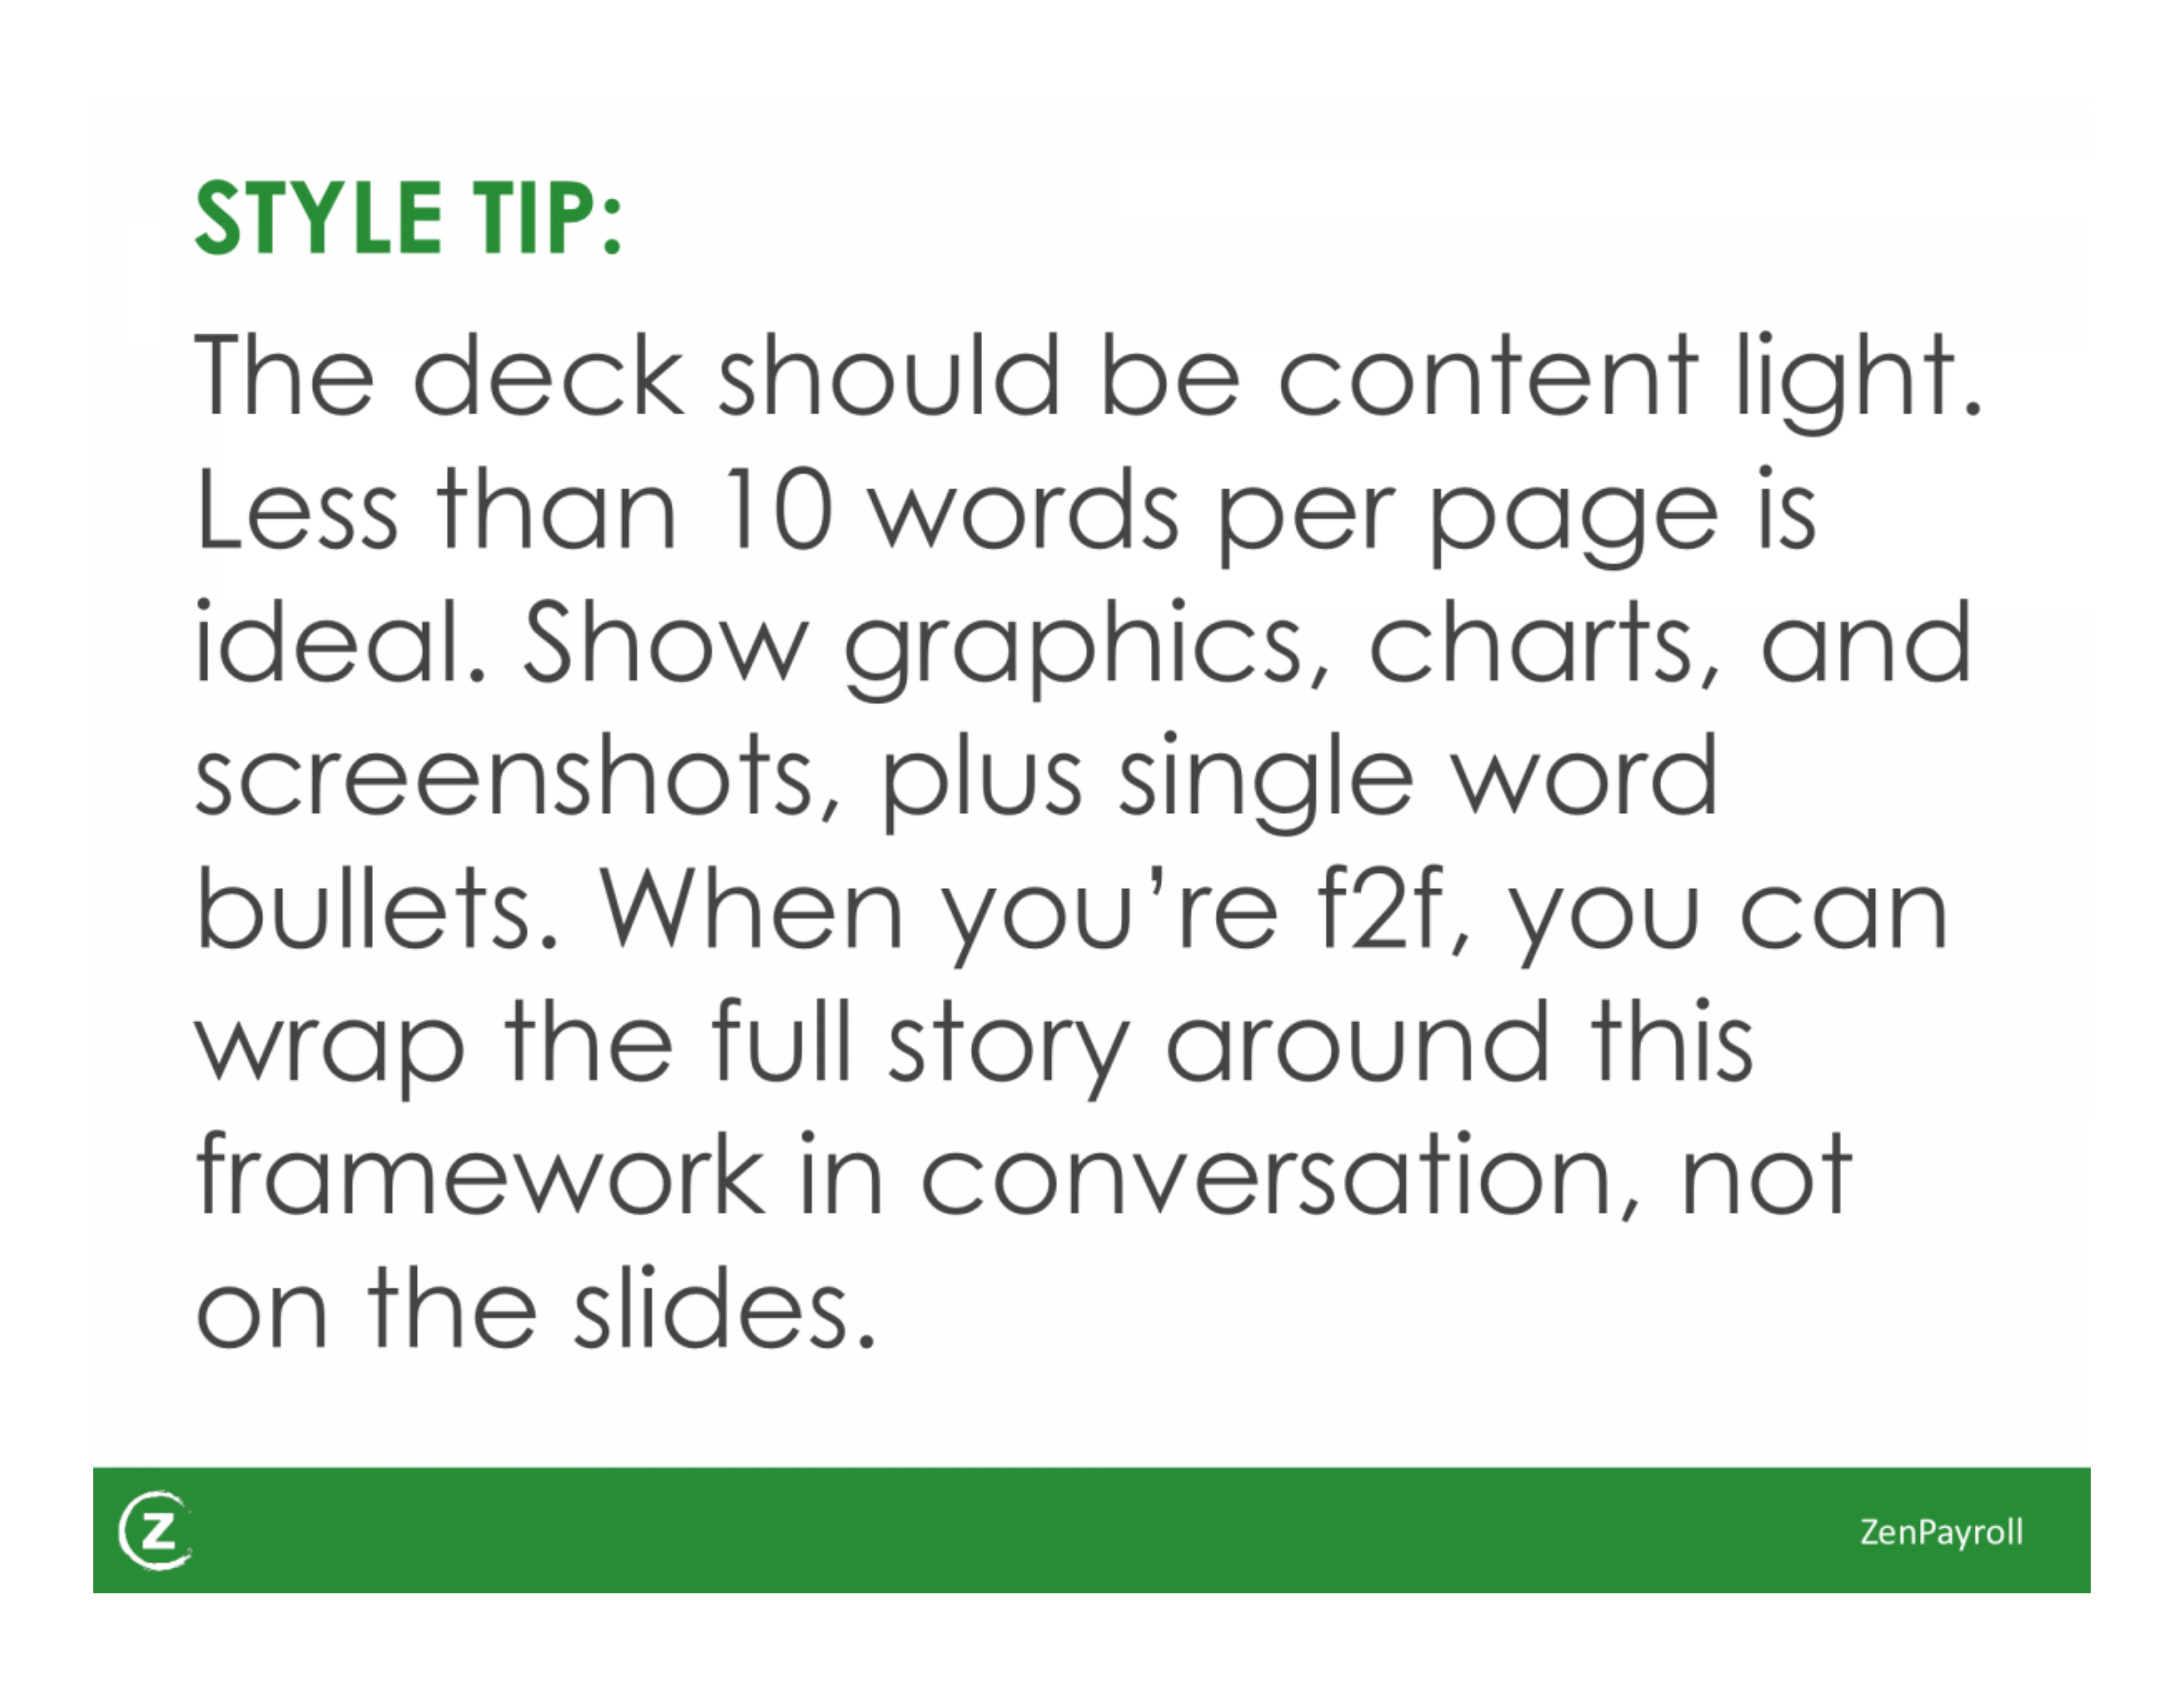 STYLE TIP:
The deck should be content light.
Less than 10 words per page is
ideal. Show graphics, charts, and
screenshots, plus single word
bullets. When you’re f2f, you can
wrap the full story around this
framework in conversation, not
on the slides.
Z
ZenPayroll